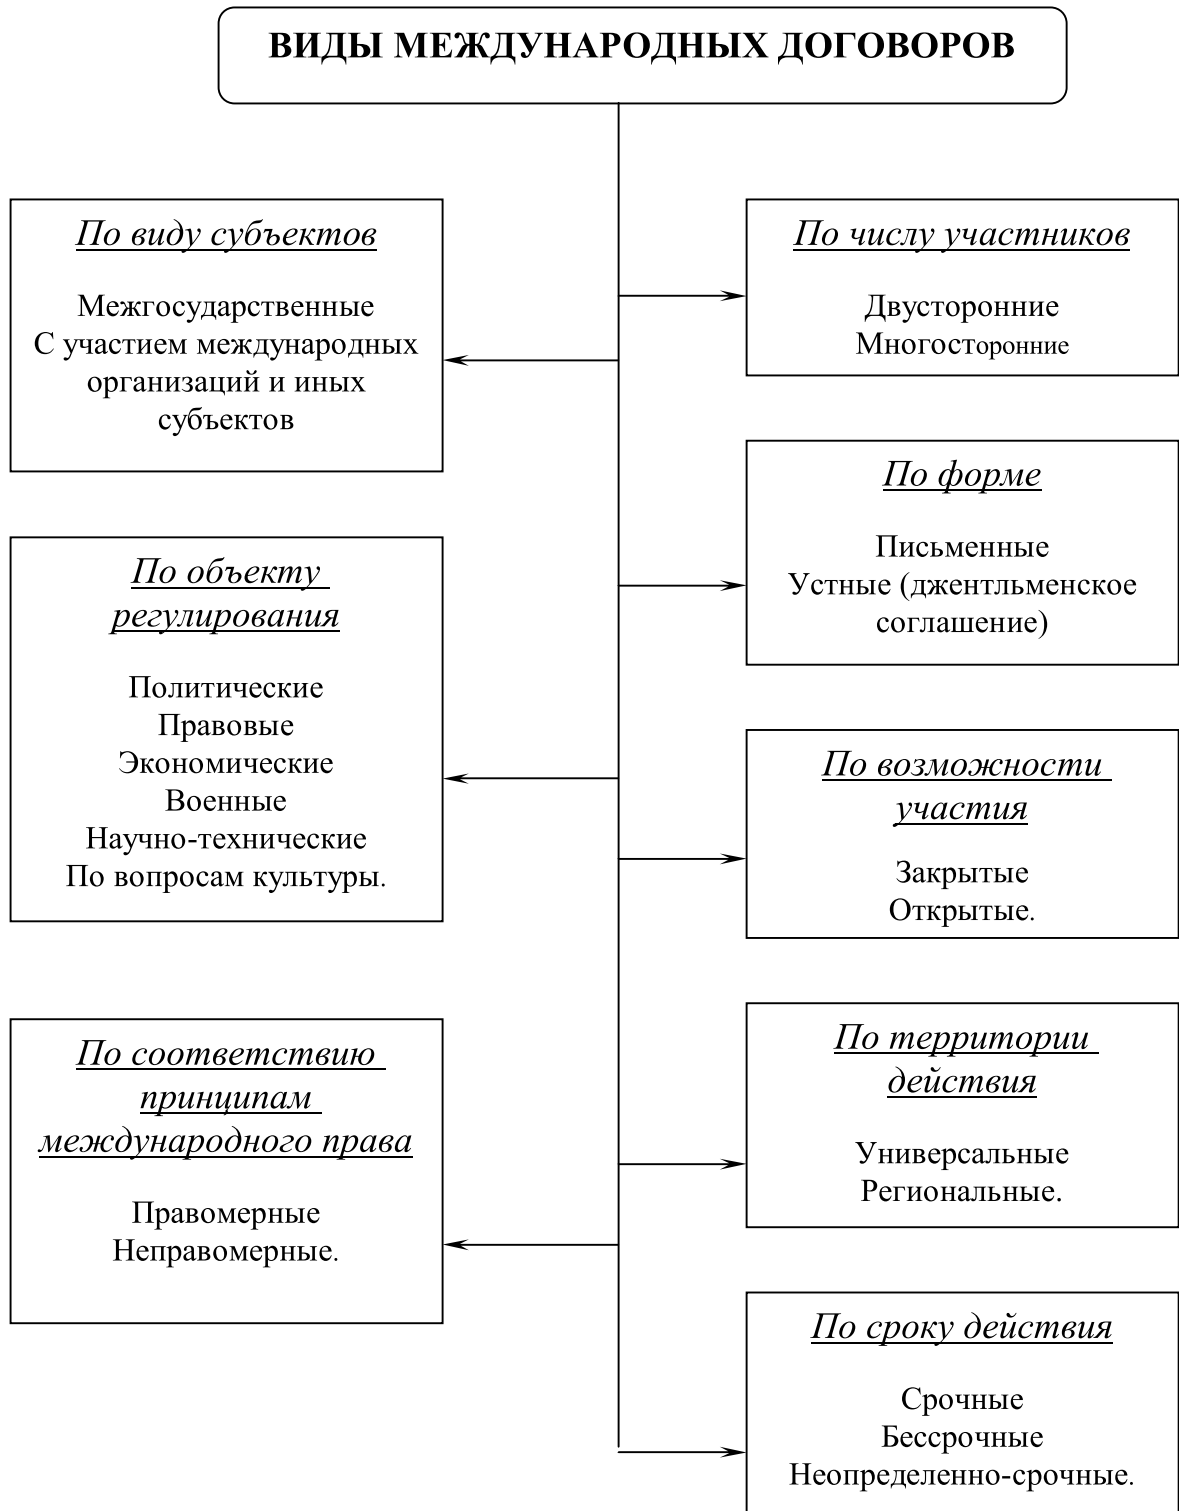 ВИДЫ МЕЖДУНАРОДНЫХ ДОГОВОРОВ
По виду субъектов
Межгосударственные
С участием международных
организаций и иных
субъектов
По числу участников
Двусторонние
Многосторонние
По форме
Письменные
Устные (джентльменское
соглашение)
По объекту
регулирования
Политические
Правовые
Экономические
Военные
Научно-технические
По вопросам культуры.
По возможности
участия
Закрытые
Открытые.
По соответствию
принципам
международного права
Правомерные
Неправомерные.
По территории
действия
Универсальные
Региональные.
По сроку действия
Срочные
Бессрочные
Неопределенно-срочные.